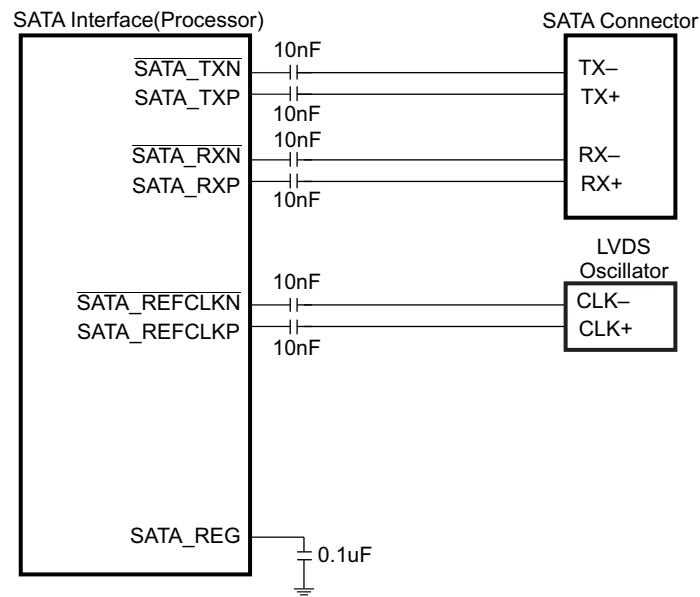 SATA Interface(Processor)
SATA Connector
10nF
SATA_TXN
TX–
SATA_TXP
TX+
10nF
10nF
SATA_RXN
RX–
SATA_RXP
RX+
10nF
LVDS
Oscillator
10nF
SATA_REFCLKN
CLK–
SATA_REFCLKP
CLK+
10nF
SATA_REG
0.1uF